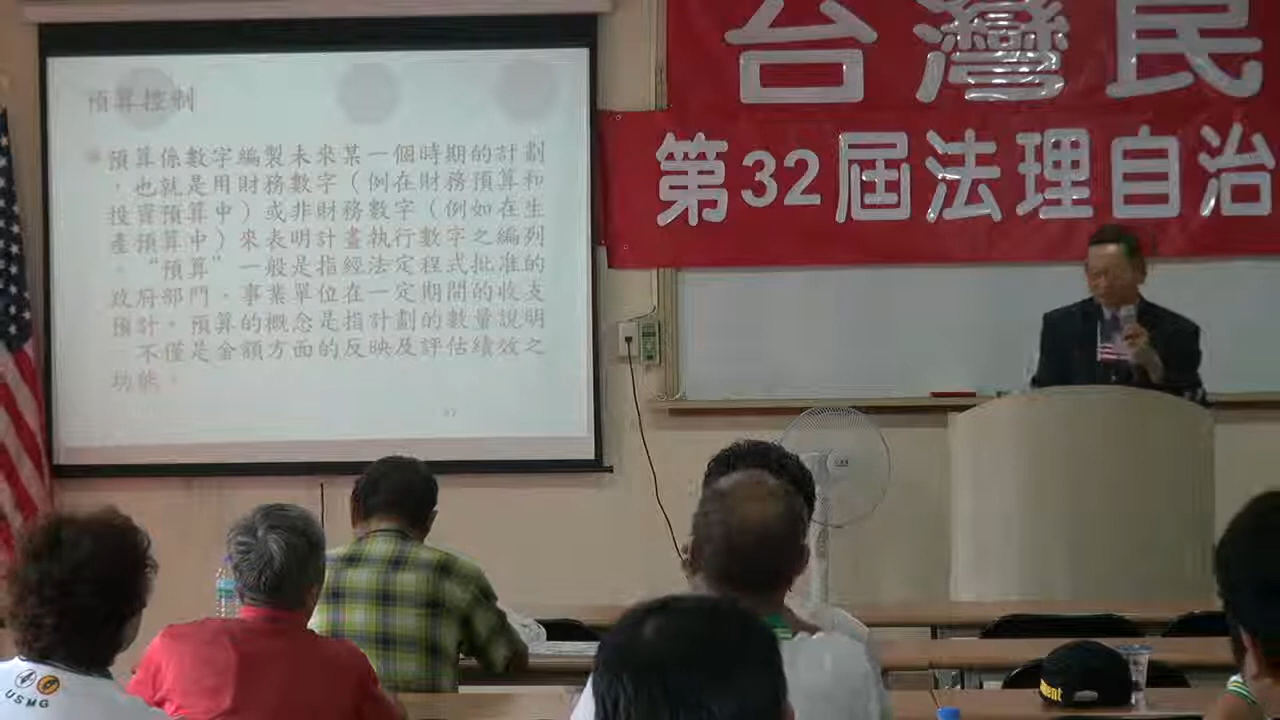 預算控制
預算係數字編製未來某一個時期的計劃
，也就是用財務數字（例在財務預算和
投資預算中）或非財務數字（例如在生
產預算中）來表明計畫執行數字之編列
。“預算”一般是指經法定程式批准的
政府部門、事業單位在一定期間的收支
預計。預算的概念是指計劃的數量說明
不僅是金額方面的反映及評估績效之
功能。
台灣民
第32屆法理自治
USMG